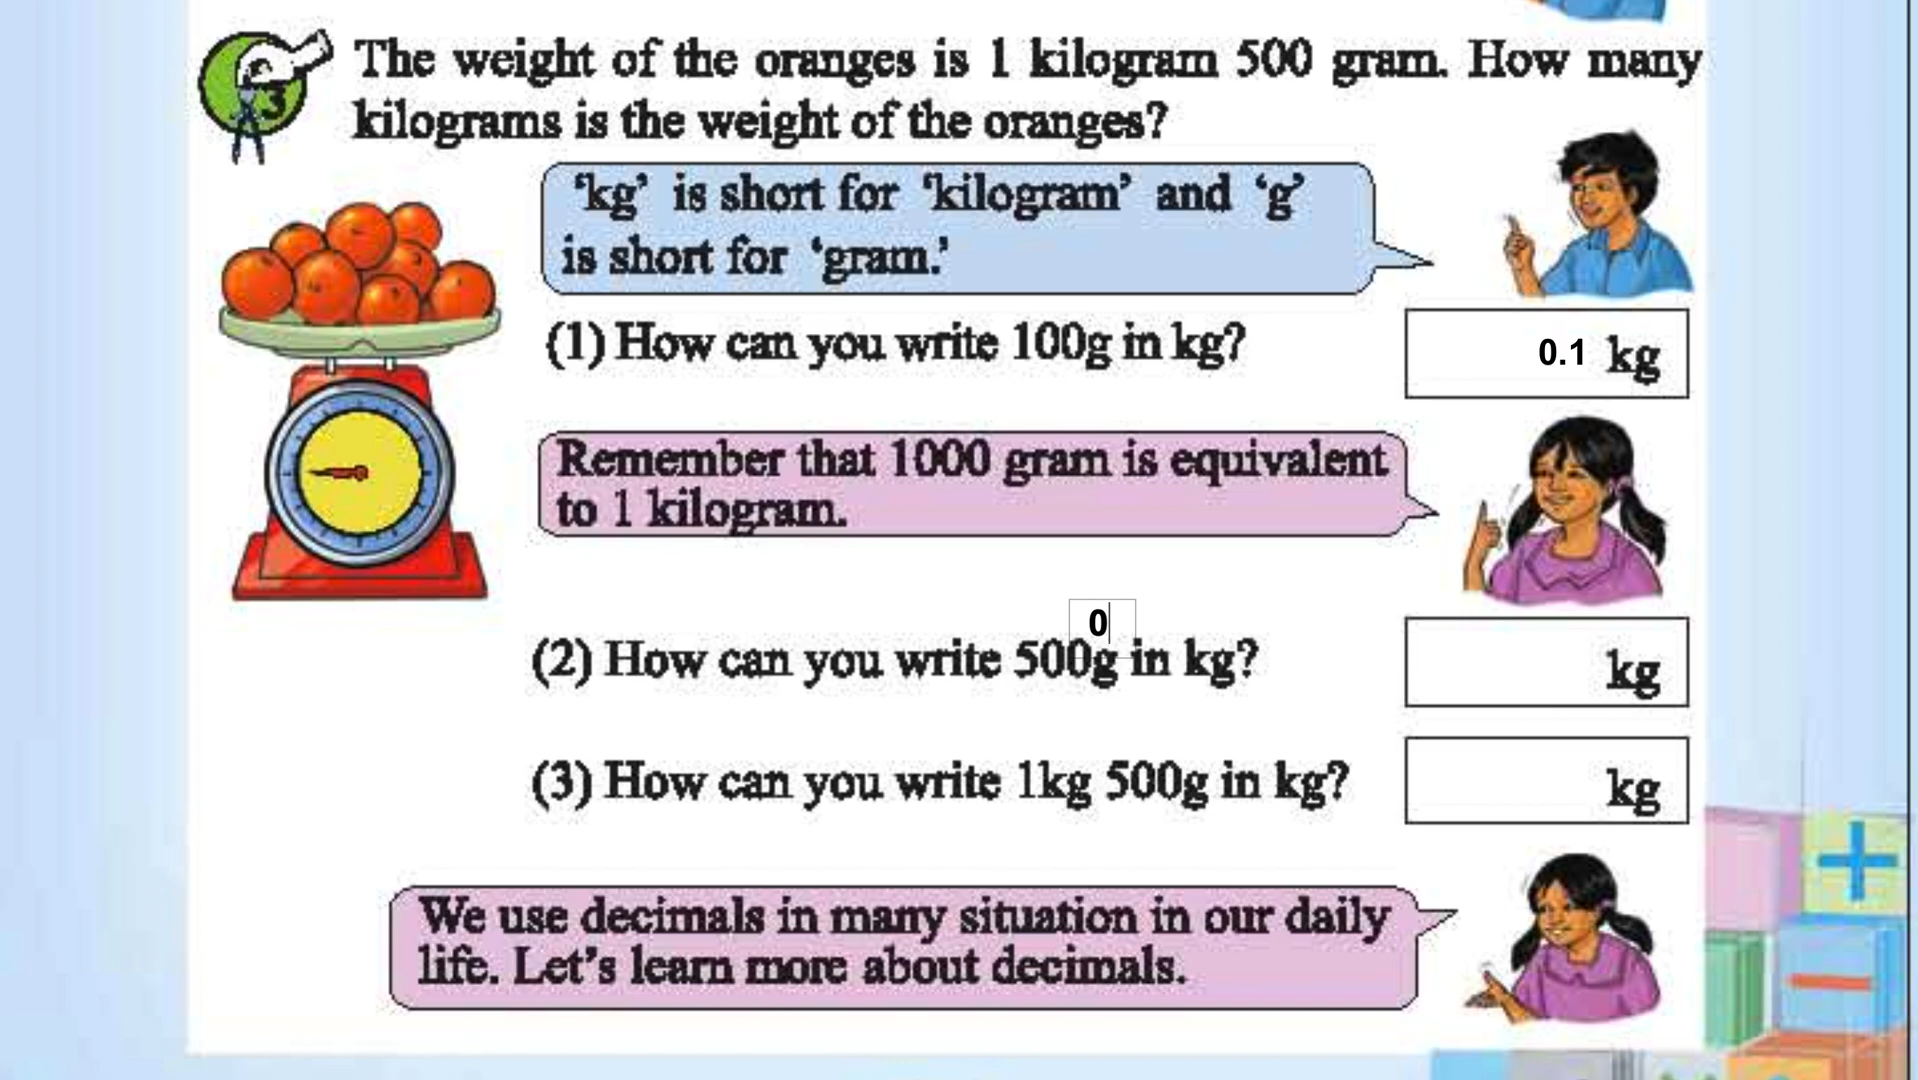 3
The weight of the oranges is 1 kilogram 500 gram. How many
kilograms is the weight of the oranges?
‘kg’ is short for ‘kilogram’ and ‘g’
is short for ‘gram.’
(1) How can you write 100g in kg?
0.1 kg
Remember that 1000 gram is equivalent
to 1 kilogram.
0
(2) How can you write 500g in kg?
kg
(3) How can you write 1kg 500g in kg?
kg
We use decimals in many situation in our daily
life. Let’s learn more about decimals.